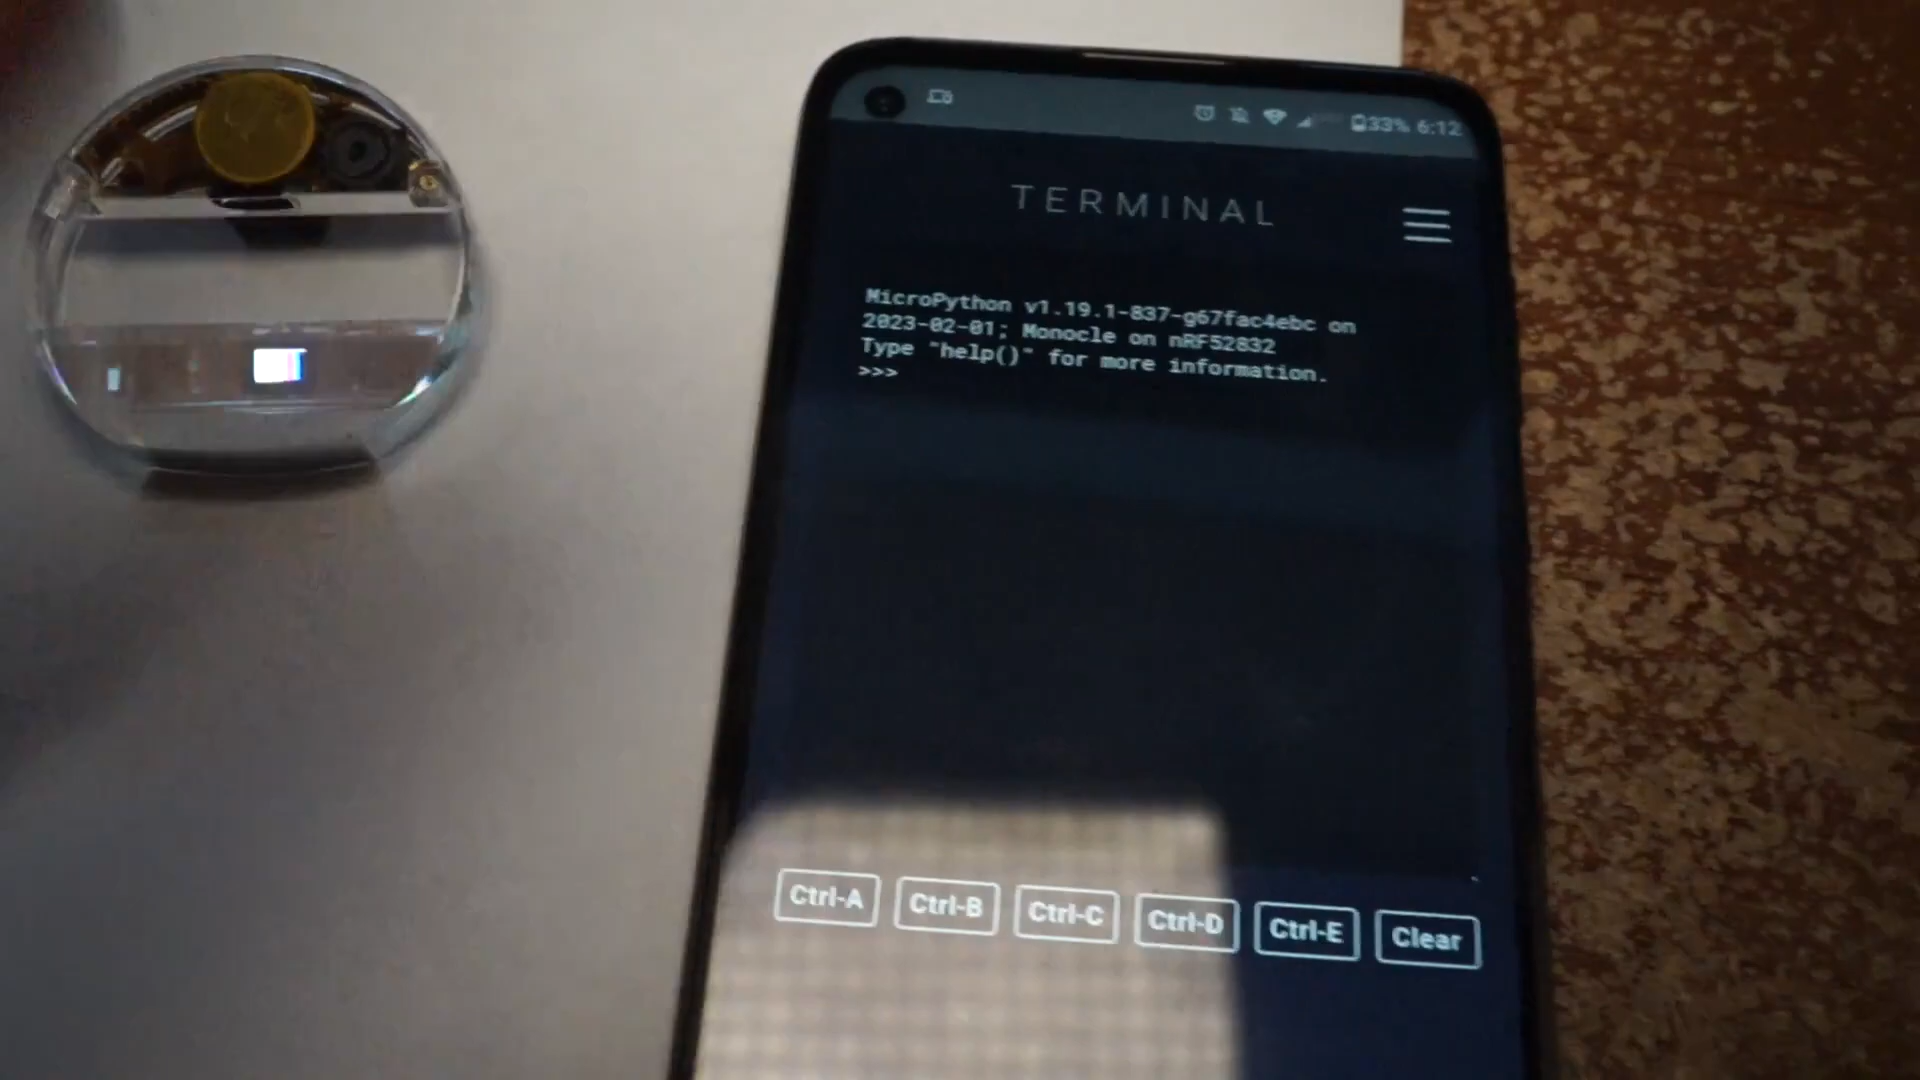 33% 6:12
TERMINAL
MicroPython v1.19.1-837-g67fac4ebc on
2023-02-01; Monocle on nRF52832
Type "help()" for more information.
>>>
Ctrl-A Ctrl-B Ctrl-C Ctrl-D Ctrl-E Clear